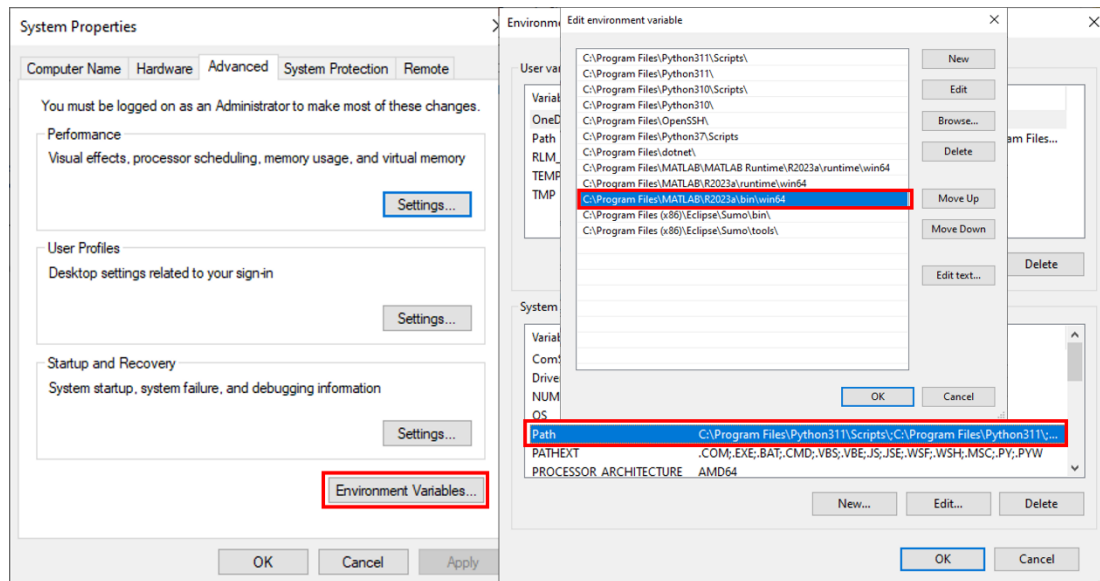 System Properties
Computer Name Hardware Advanced System Protection Remote
You must be logged on as an Administrator to make most of these changes.
Performance
Visual effects, processor scheduling, memory usage, and virtual memory
Settings...
User Profiles
Desktop settings related to your sign-in
Settings...
Startup and Recovery
System startup, system failure, and debugging information
Settings...
Environment Variables...
OK Cancel Apply
Environm
User var
Variab
OneD
Path am Files...
RLM_
TEMP
TMP
Delete
Edit environment variable
C:\Program Files\Python311\Scripts\
C:\Program Files\Python311\
C:\Program Files\Python310\Scripts\
C:\Program Files\Python310\
C:\Program Files\OpenSSH\
C:\Program Files\Python37\Scripts
C:\Program Files\dotnet\
C:\Program Files\MATLAB\MATLAB Runtime\R2023a\runtime\win64
C:\Program Files\MATLAB\R2023a\runtime\win64
C:\Program Files\MATLAB\R2023a\bin\win64
C:\Program Files (x86)\Eclipse\Sumo\bin\
C:\Program Files (x86)\Eclipse\Sumo\tools\
New
Edit
Browse...
Delete
Move Up
Move Down
Edit text...
OK Cancel
System
Variab
ComS
Drive
NUM
OS
Path C:\Program Files\Python311\Scripts\;C:\Program Files\Python311\;...
PATHEXT .COM;.EXE;.BAT;.CMD;.VBS;.VBE;.JS;.JSE;.WSF;.WSH;.MSC;.PY;.PYW
PROCESSOR_ARCHITECTURE AMD64
New... Edit... Delete
OK Cancel